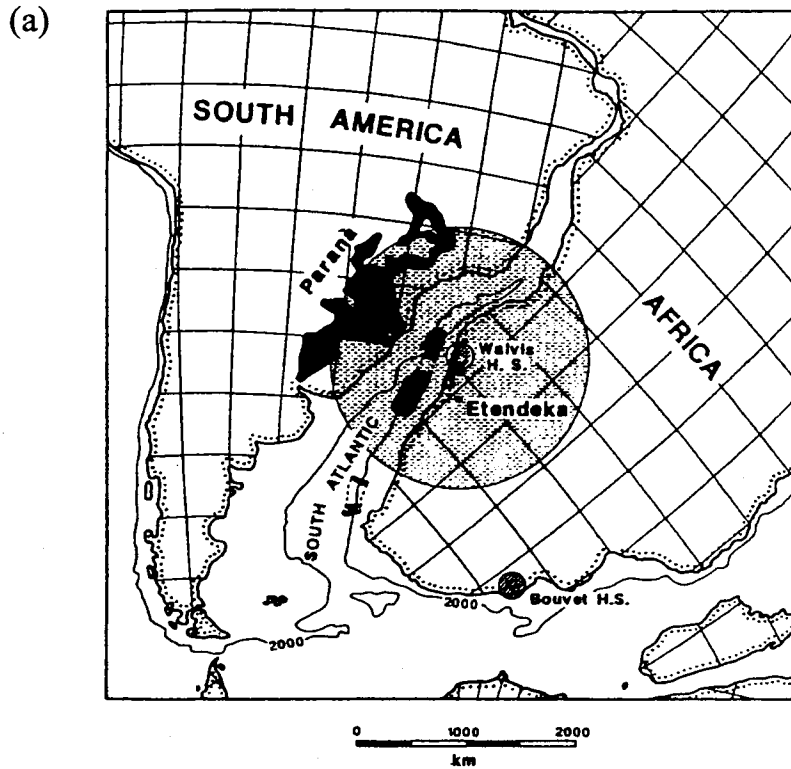 (a)
SOUTH AMERICA
Paraná
AFRICA
Walvis
H. S.
Etendeka
SOUTH ATLANTIC
2000
Bouvet H.S.
2000
0 1000 2000
km